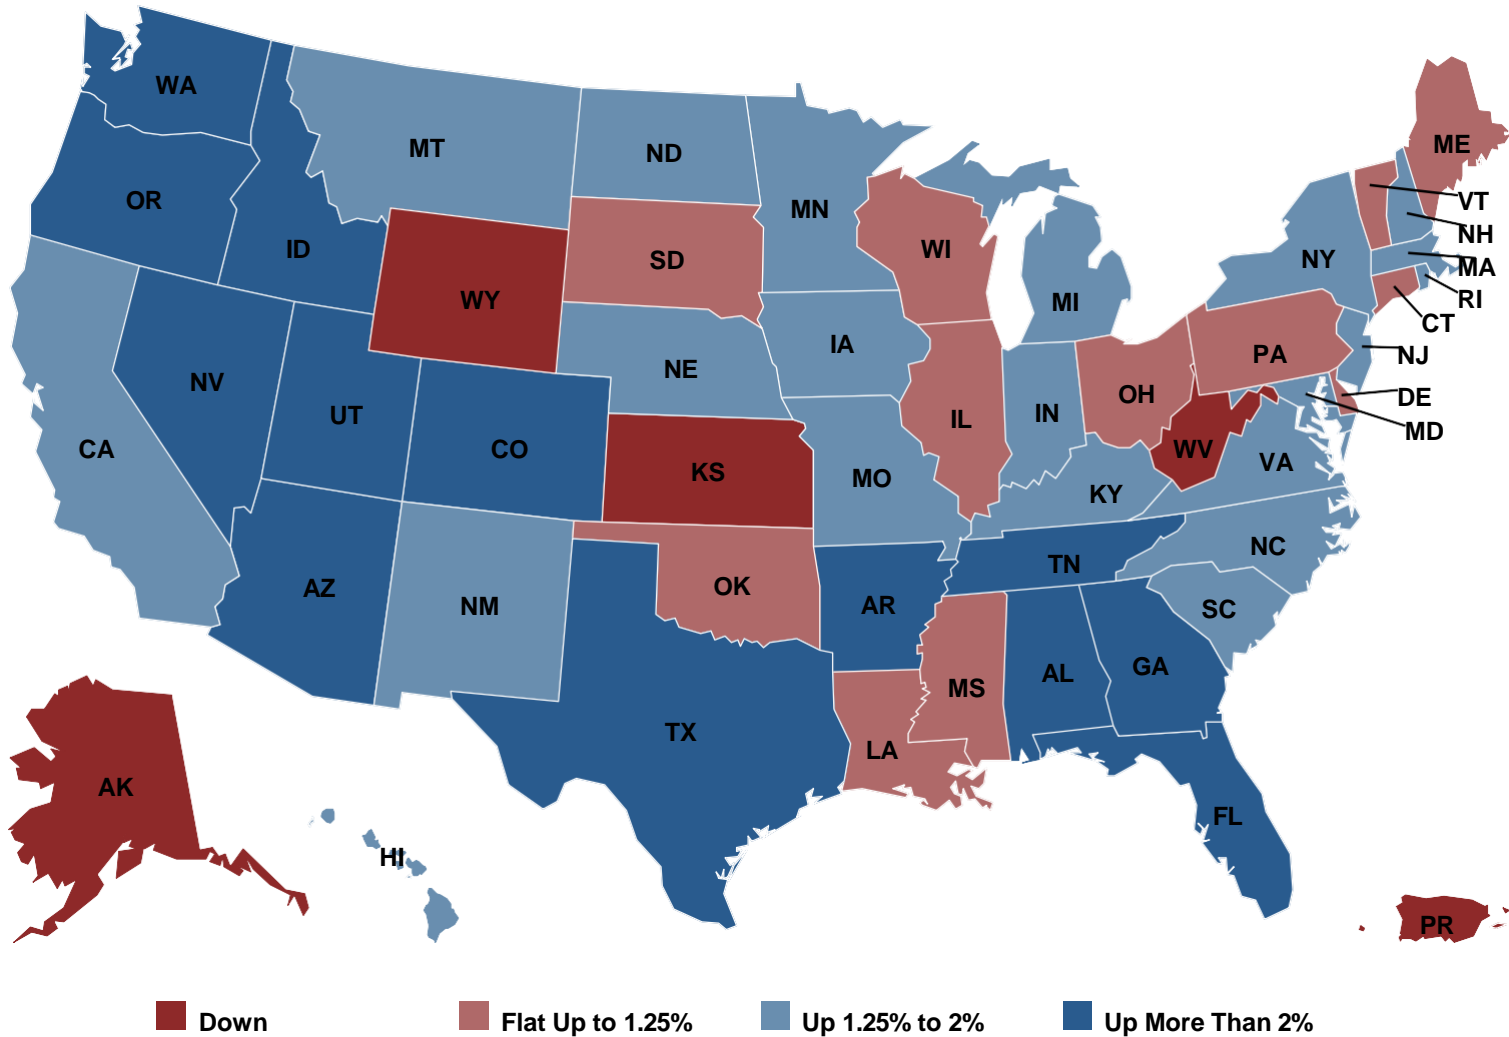 WA
OR
ID
MT
ND
MN
SD
WI
WY
NE
IA
MI
NY
ME
VT
NH
MA
RI
CT
NJ
DE
MD
PA
OH
IN
IL
NV
UT
CO
CA
KS
MO
KY
WV
VA
NC
TN
SC
AZ
NM
OK
AR
MS
AL
GA
TX
LA
FL
AK
HI
PR
Down
Flat Up to 1.25%
Up 1.25% to 2%
Up More Than 2%